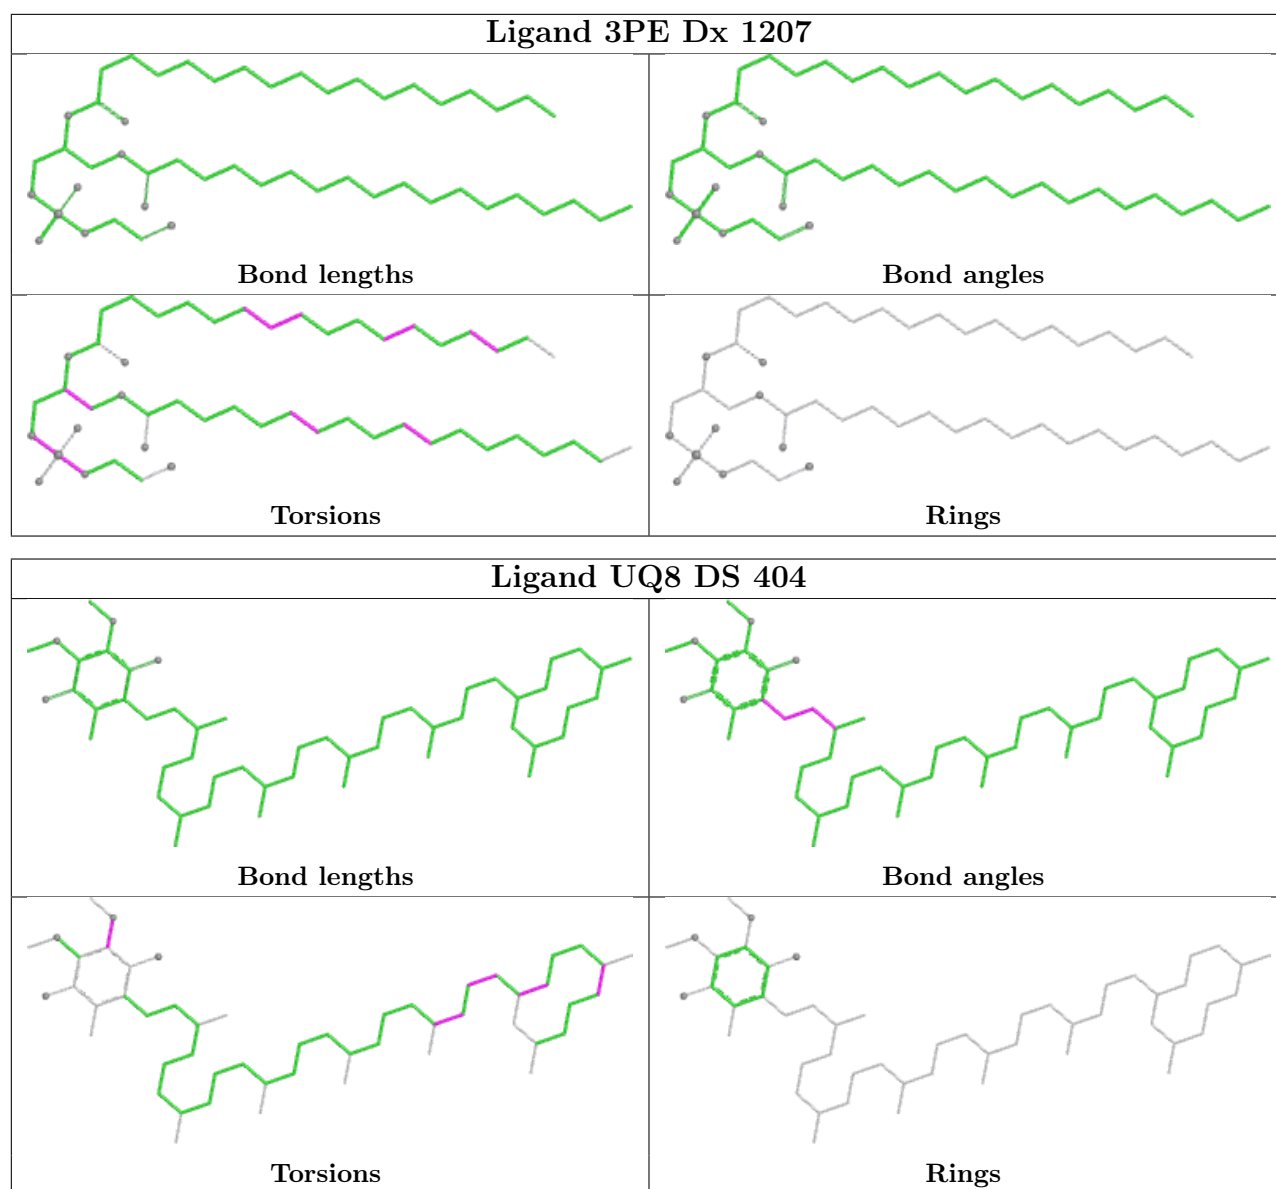 Ligand 3PE Dx 1207
Bond lengths
Bond angles
Torsions
Rings
Ligand UQ8 DS 404
Bond lengths
Bond angles
Torsions
Rings